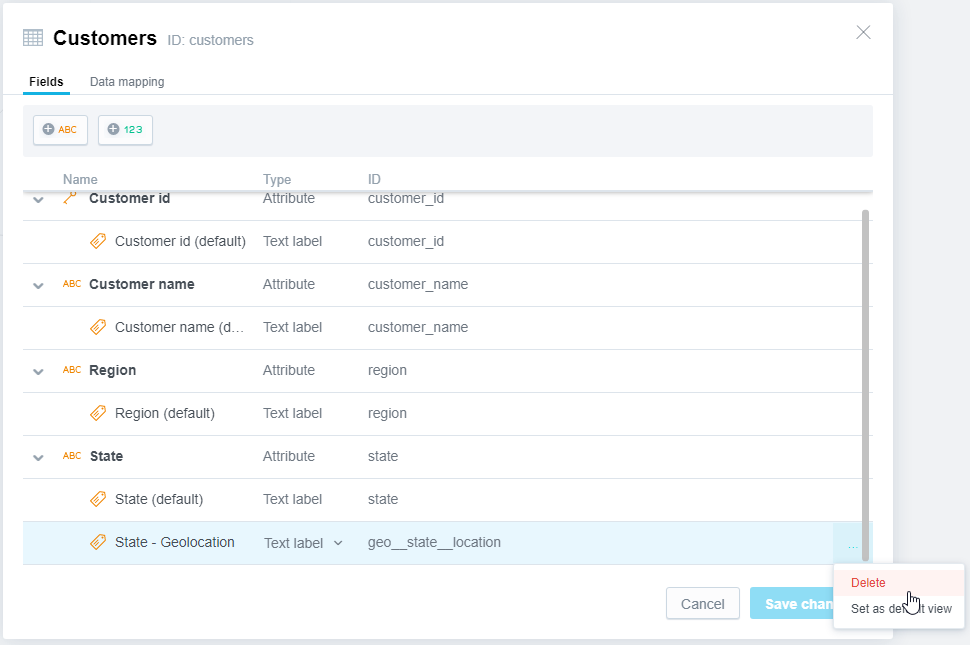 Customers ID: customers
Fields Data mapping
ABC 123
Name Type ID
Customer id Attribute customer_id
Customer id (default) Text label customer_id
ABC Customer name Attribute customer_name
Customer name (d... Text label customer_name
ABC Region Attribute region
Region (default) Text label region
ABC State Attribute state
State (default) Text label state
State - Geolocation Text label geo__state__location ...
Delete
Cancel Save chan
Set as view